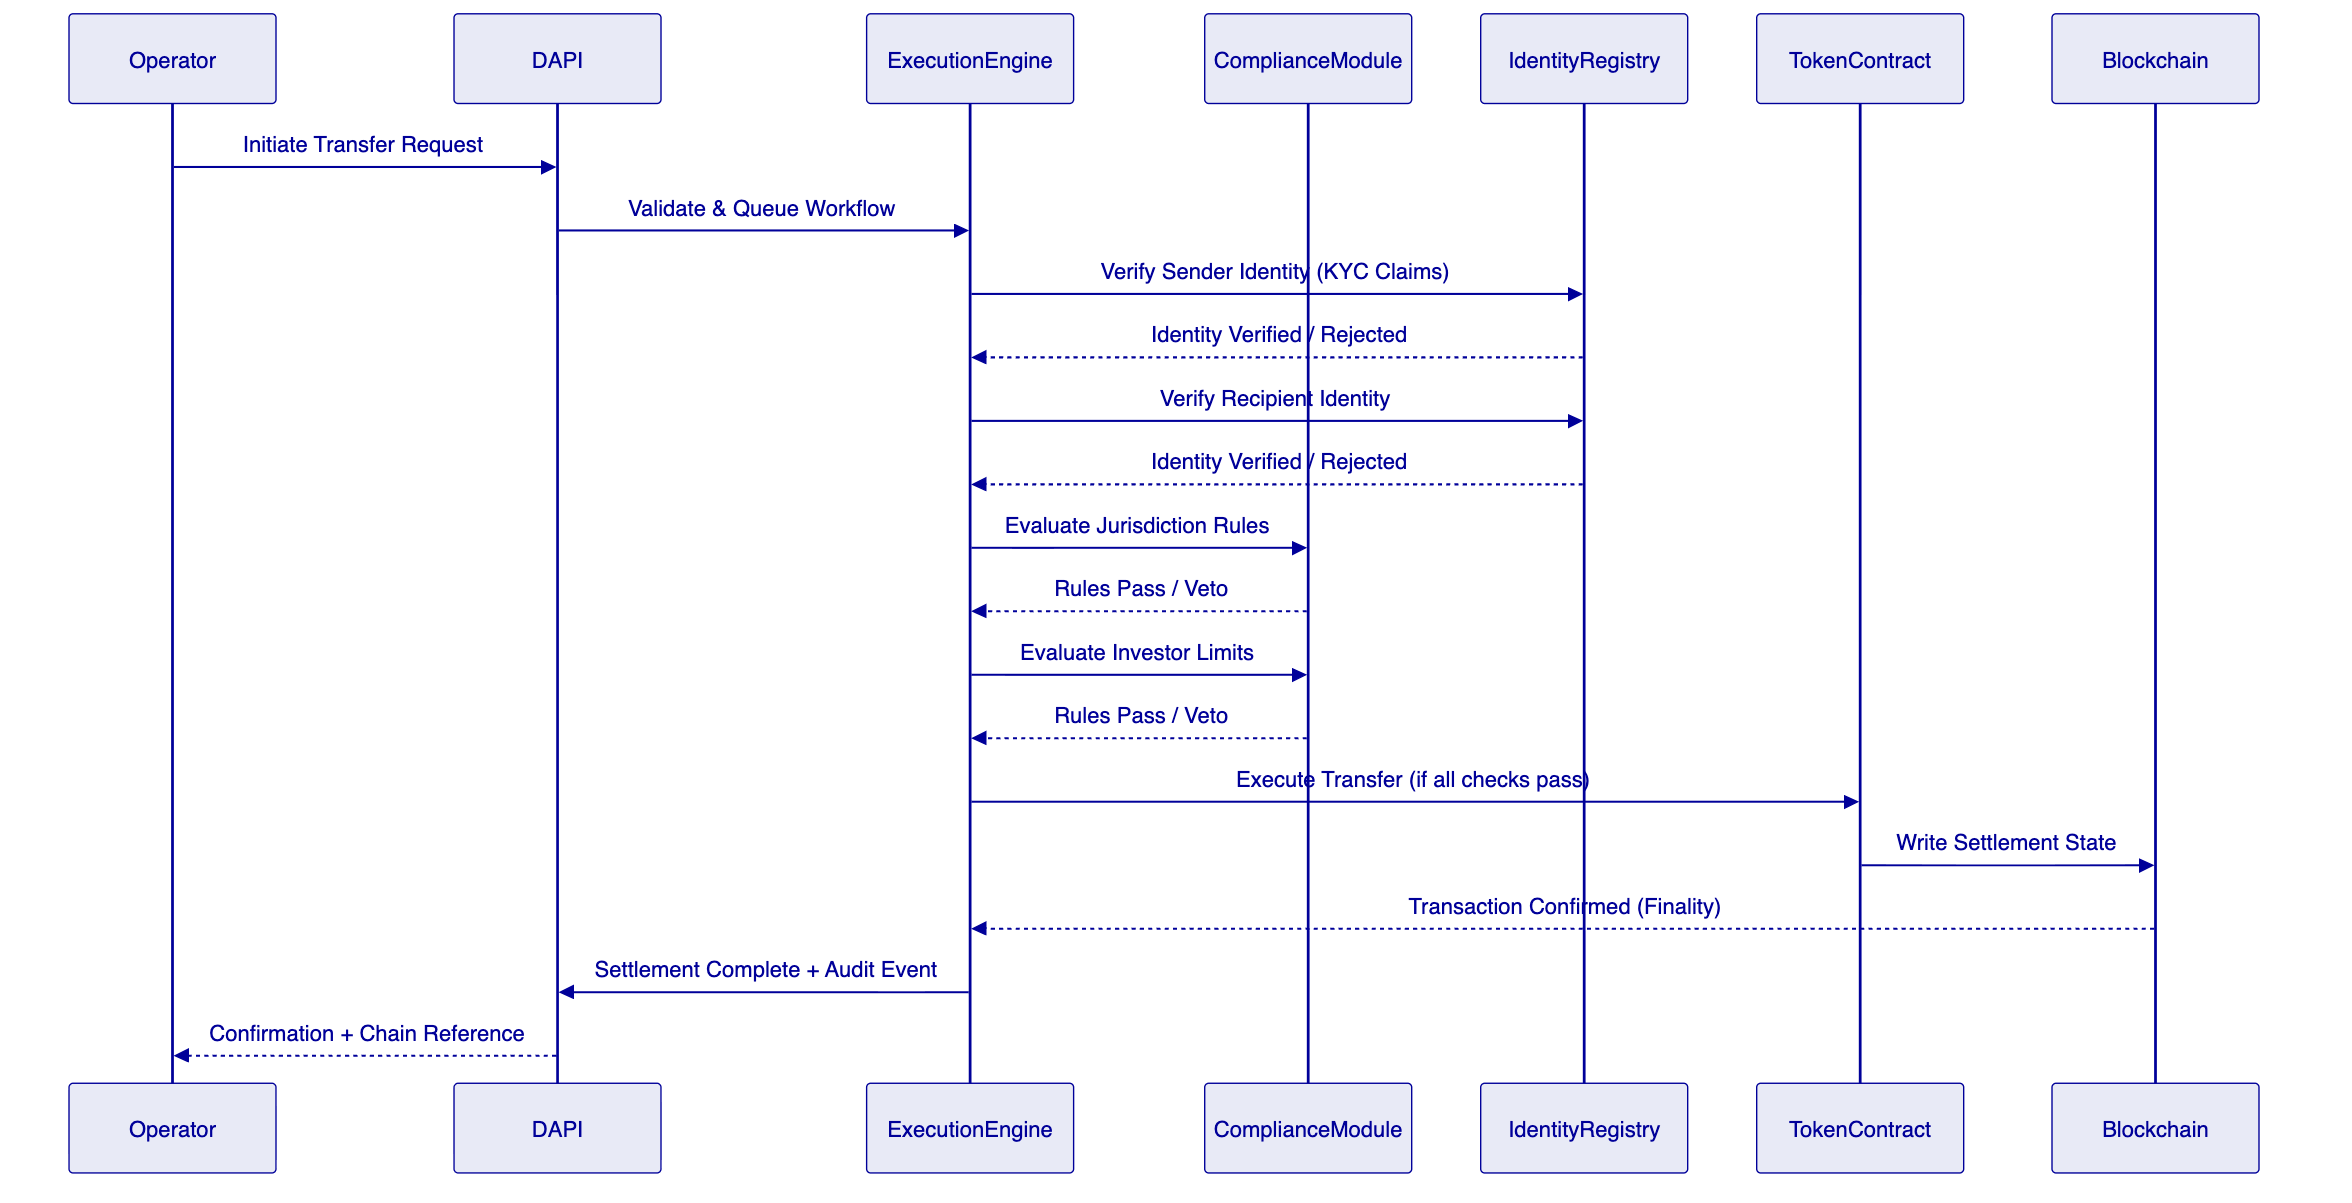 Operator
DAPI
ExecutionEngine
ComplianceModule
IdentityRegistry
TokenContract
Blockchain
Initiate Transfer Request
Validate & Queue Workflow
Verify Sender Identity (KYC Claims)
Identity Verified / Rejected
Verify Recipient Identity
Identity Verified / Rejected
Evaluate Jurisdiction Rules
Rules Pass / Veto
Evaluate Investor Limits
Rules Pass / Veto
Execute Transfer (if all checks pass)
Write Settlement State
Transaction Confirmed (Finality)
Settlement Complete + Audit Event
Confirmation + Chain Reference
Operator
DAPI
ExecutionEngine
ComplianceModule
IdentityRegistry
TokenContract
Blockchain